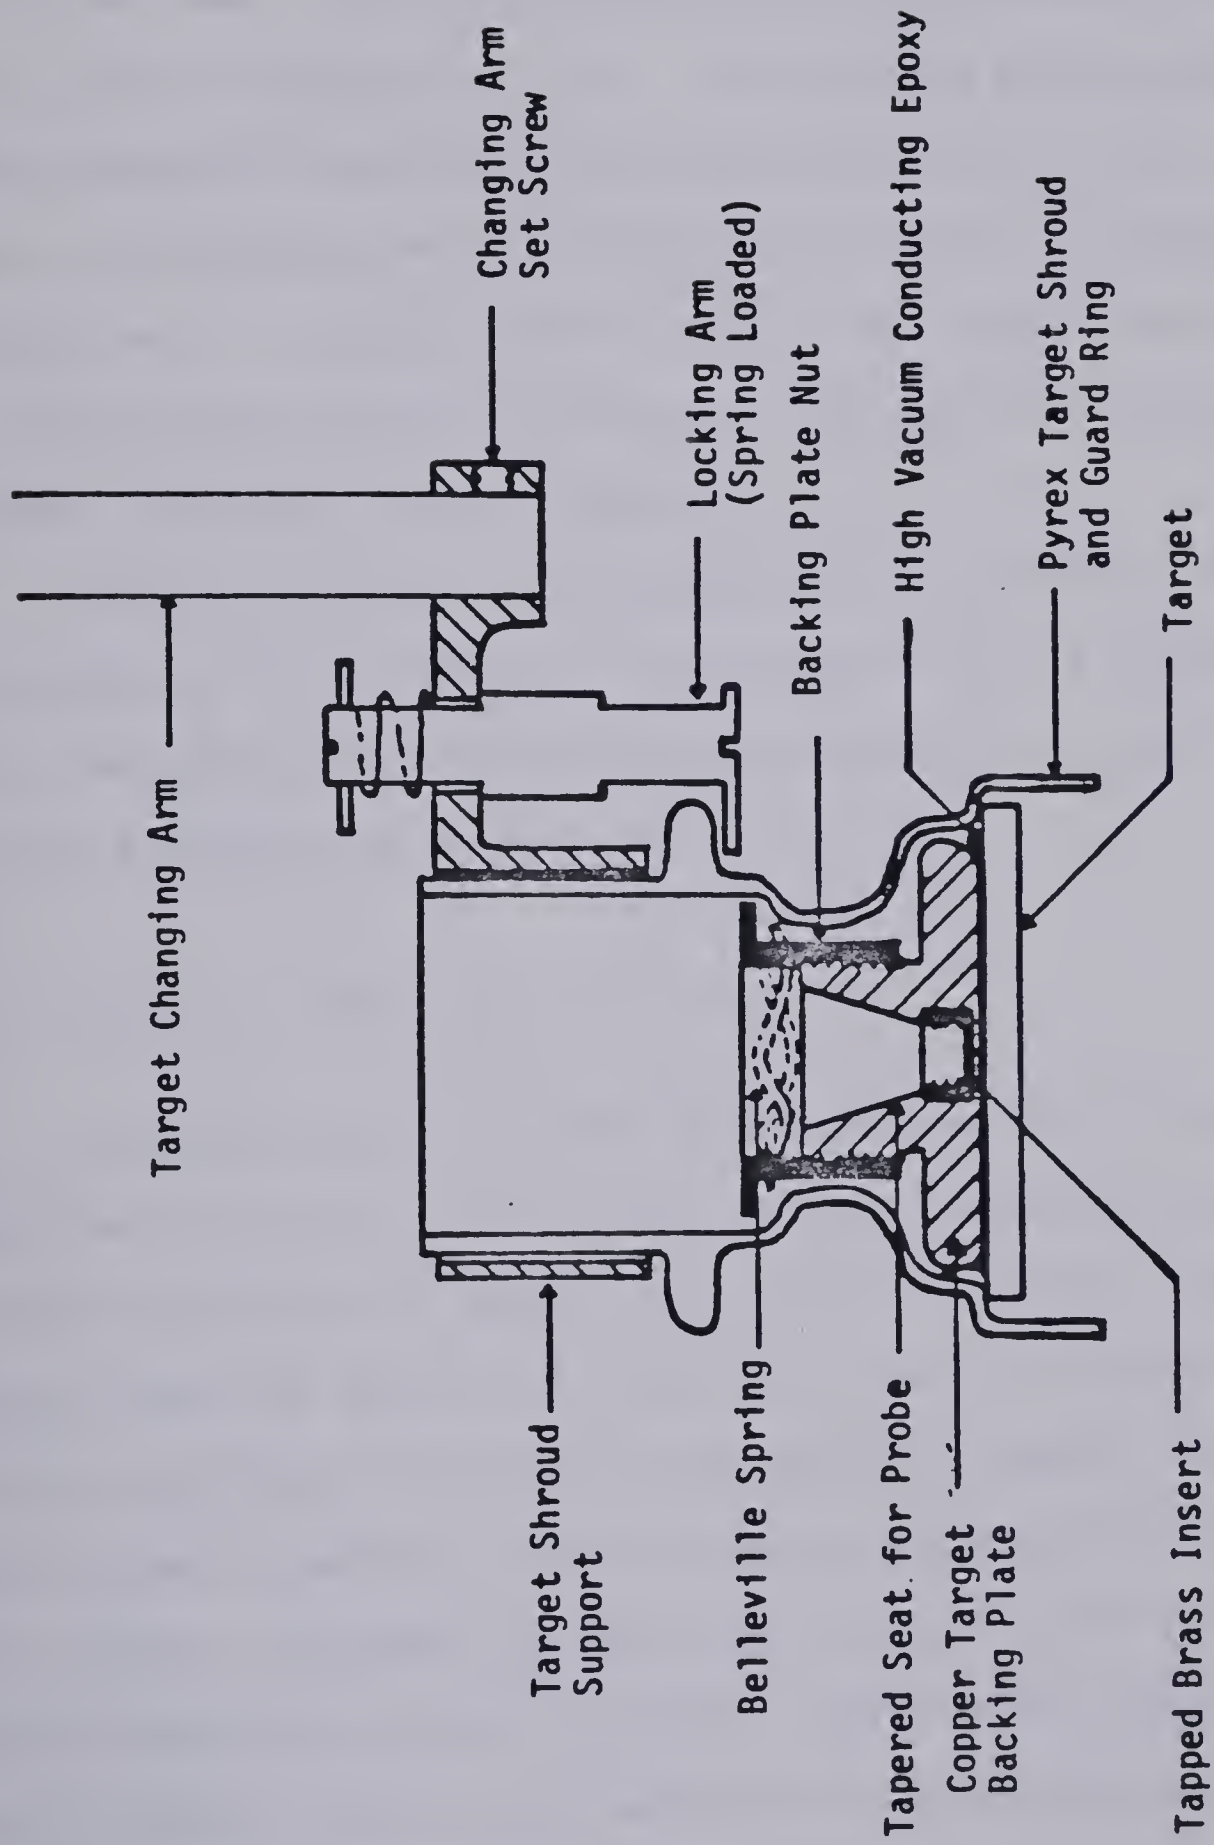 Target Changing Arm
Changing Arm
Set Screw
Locking Arm
(Spring Loaded)
Backing Plate Nut
High Vacuum Conducting Epoxy
Pyrex Target Shroud
and Guard Ring
Target
Target Shroud
Support
Belleville Spring
Tapered Seat for Probe
Copper Target
Backing Plate
Tapped Brass Insert